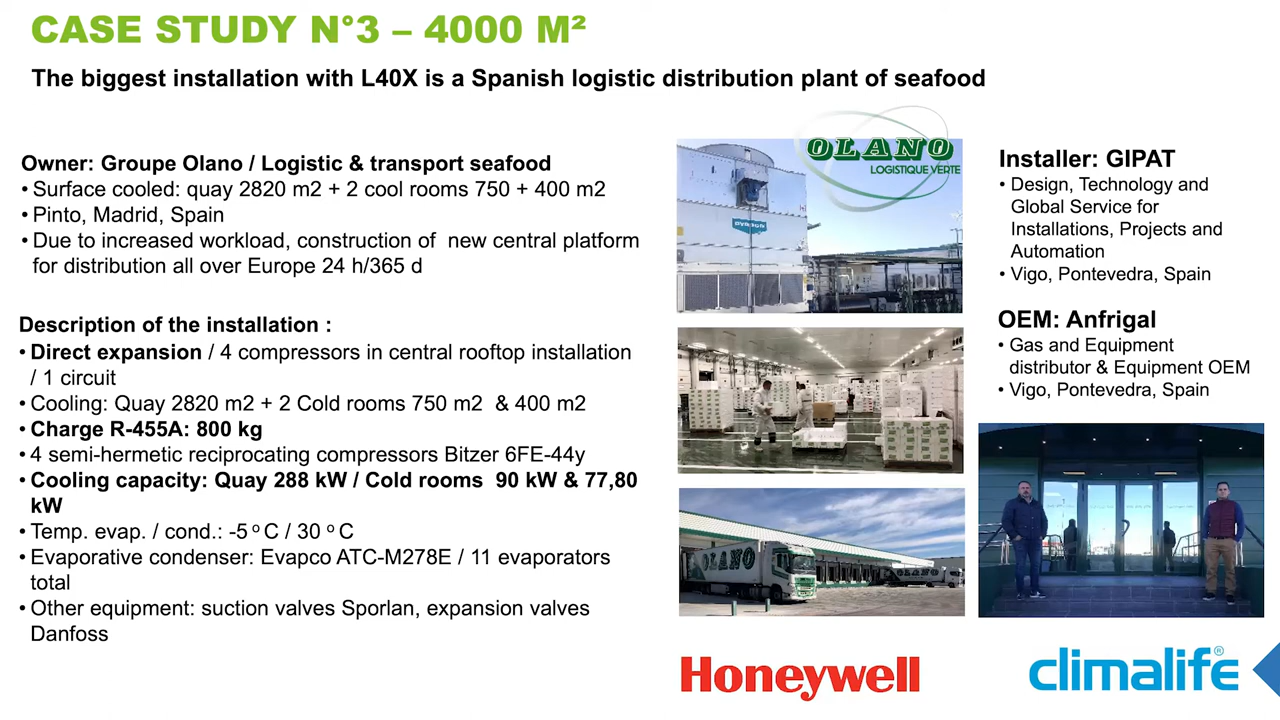 CASE STUDY N°3 – 4000 M²
The biggest installation with L40X is a Spanish logistic distribution plant of seafood
Owner: Groupe Olano / Logistic & transport seafood
• Surface cooled: quay 2820 m2 + 2 cool rooms 750 + 400 m2
• Pinto, Madrid, Spain
• Due to increased workload, construction of new central platform
for distribution all over Europe 24 h/365 d
Description of the installation :
• Direct expansion / 4 compressors in central rooftop installation
/ 1 circuit
• Cooling: Quay 2820 m2 + 2 Cold rooms 750 m2 & 400 m2
• Charge R-455A: 800 kg
• 4 semi-hermetic reciprocating compressors Bitzer 6FE-44y
• Cooling capacity: Quay 288 kW / Cold rooms 90 kW & 77,80
kW
• Temp. evap. / cond.: -5 º C / 30 º C
• Evaporative condenser: Evapco ATC-M278E / 11 evaporators
total
• Other equipment: suction valves Sporlan, expansion valves
Danfoss
OLANO
LOGISTIQUE VERTE
OLANO
OLANO
Installer: GIPAT
• Design, Technology and
Global Service for
Installations, Projects and
Automation
• Vigo, Pontevedra, Spain
OEM: Anfrigal
• Gas and Equipment
distributor & Equipment OEM
• Vigo, Pontevedra, Spain
Honeywell
climalife®